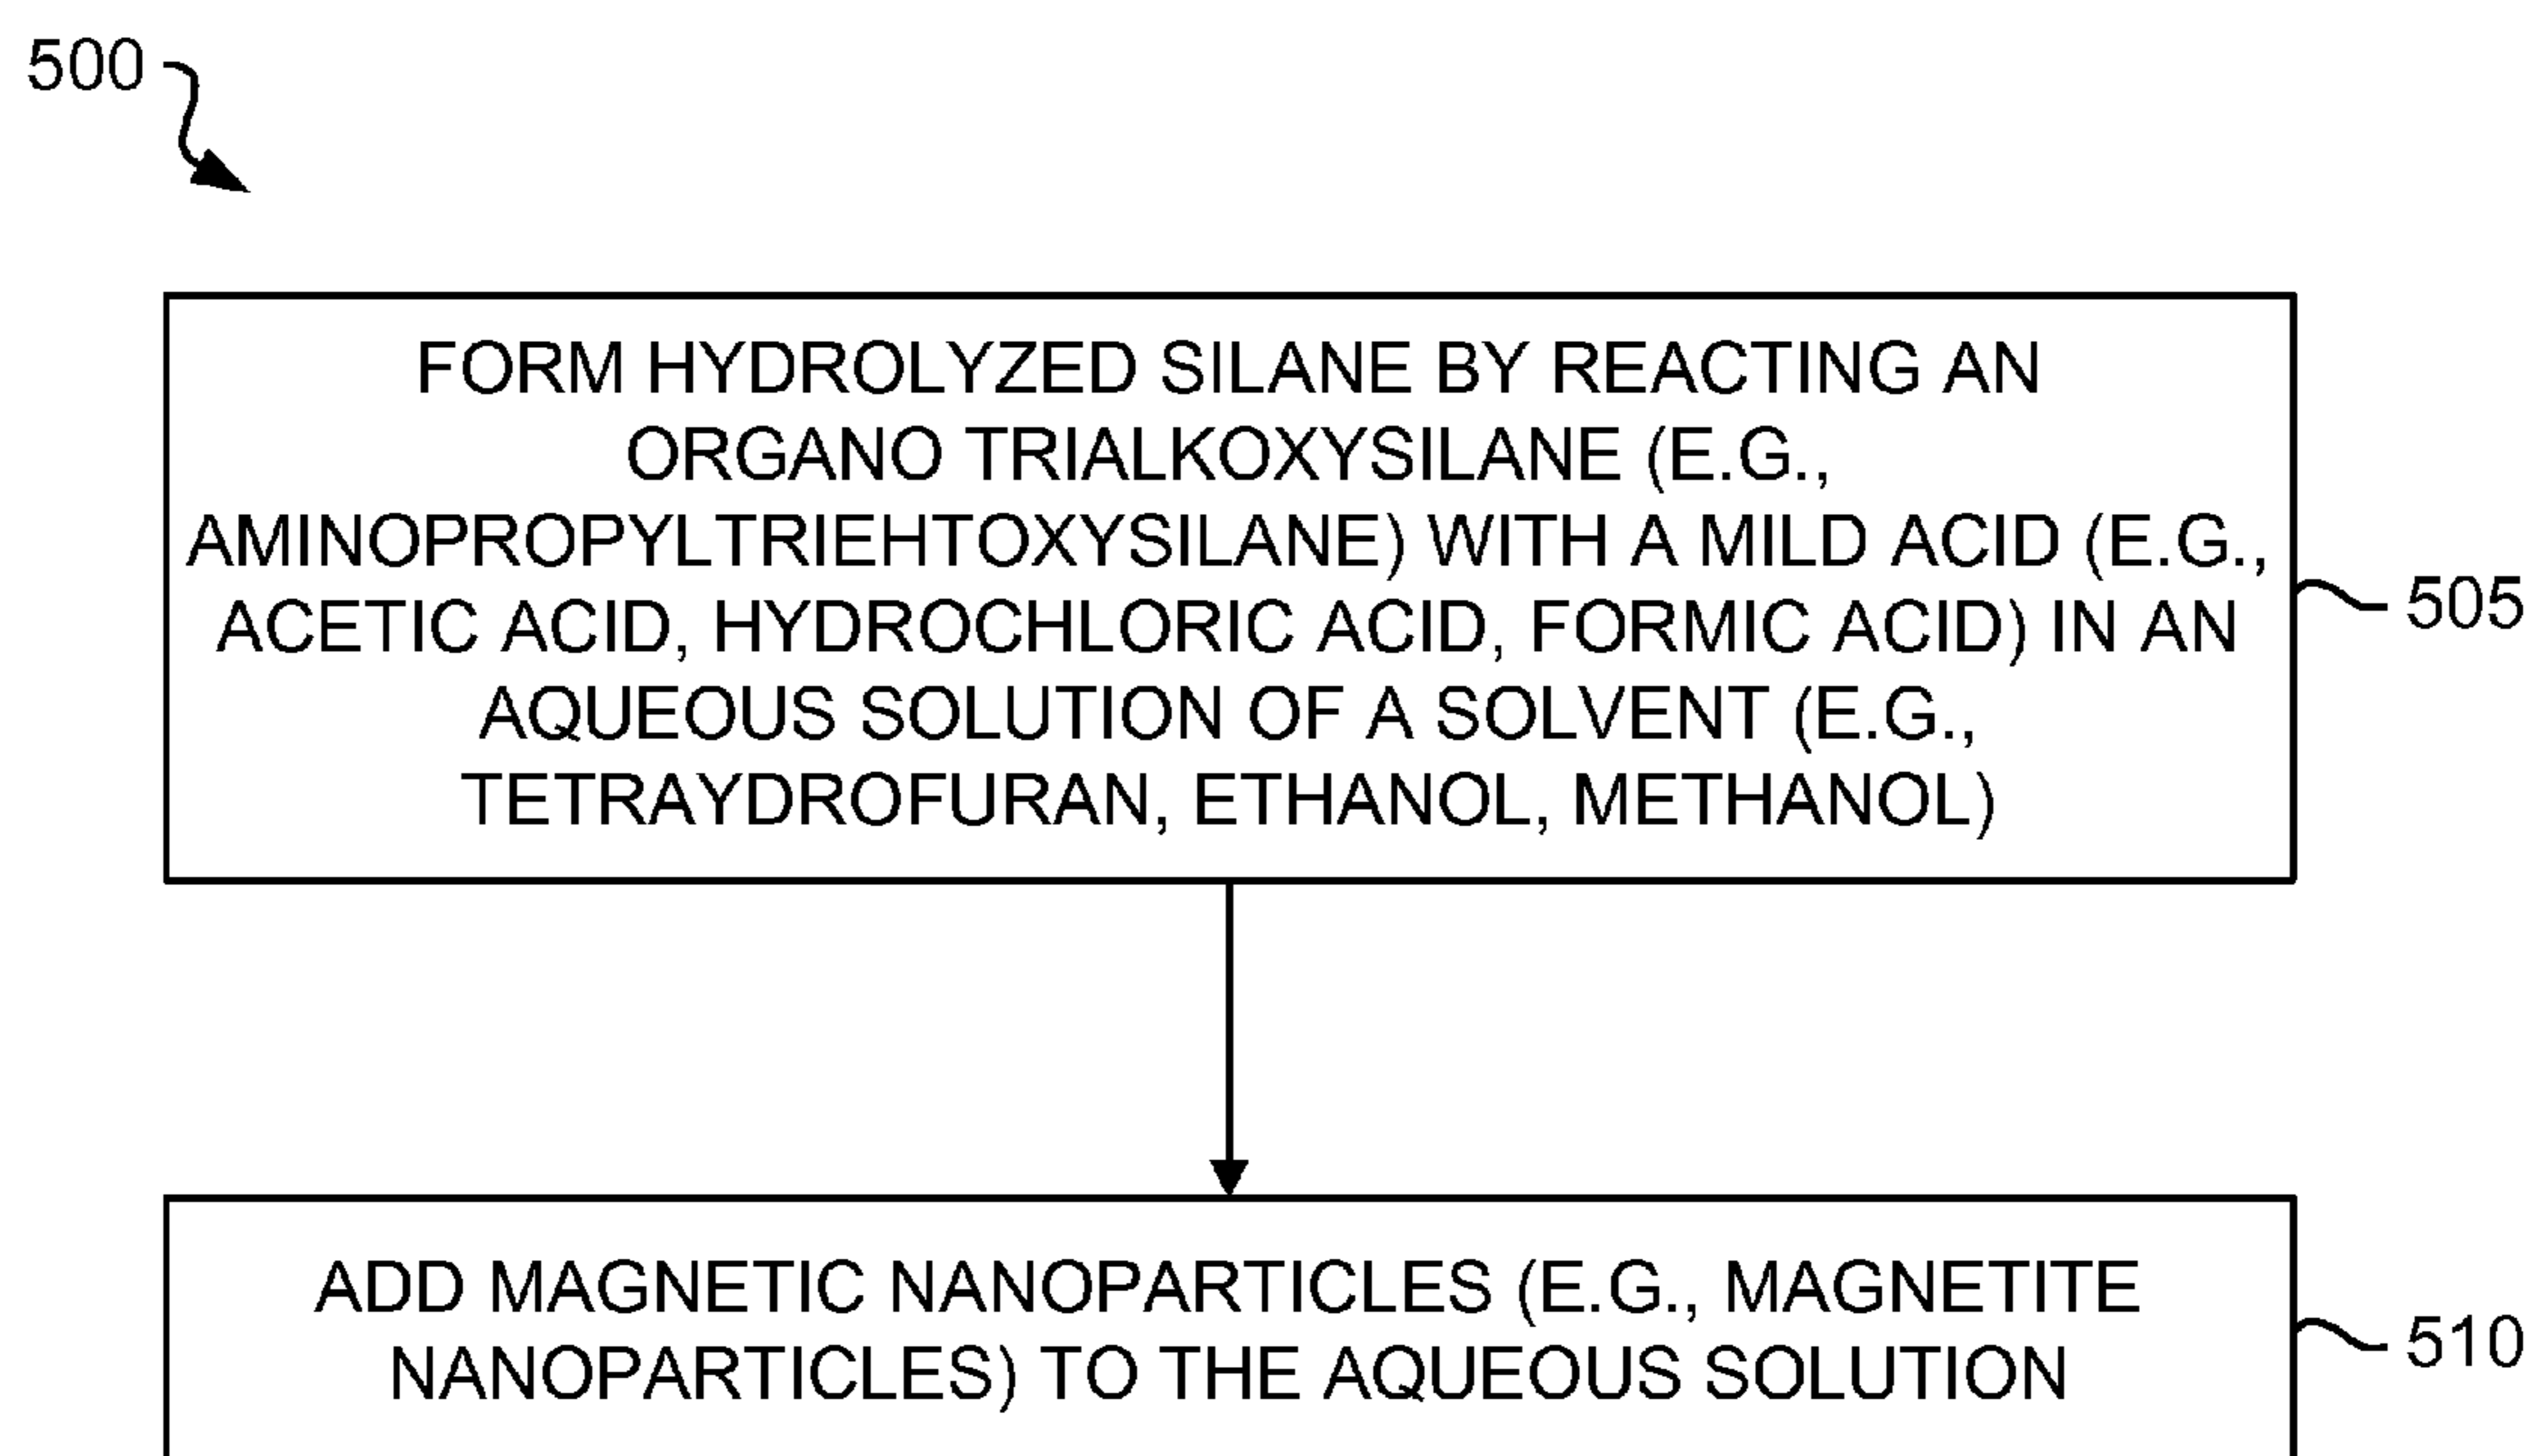 500
FORM HYDROLYZED SILANE BY REACTING AN
ORGANO TRIALKOXYSILANE (E.G.,
AMINOPROPYLTRIEHTOXYSILANE) WITH A MILD ACID (E.G.,
ACETIC ACID, HYDROCHLORIC ACID, FORMIC ACID) IN AN
AQUEOUS SOLUTION OF A SOLVENT (E.G.,
TETRAYDROFURAN, ETHANOL, METHANOL)
505
ADD MAGNETIC NANOPARTICLES (E.G., MAGNETITE
NANOPARTICLES) TO THE AQUEOUS SOLUTION
510